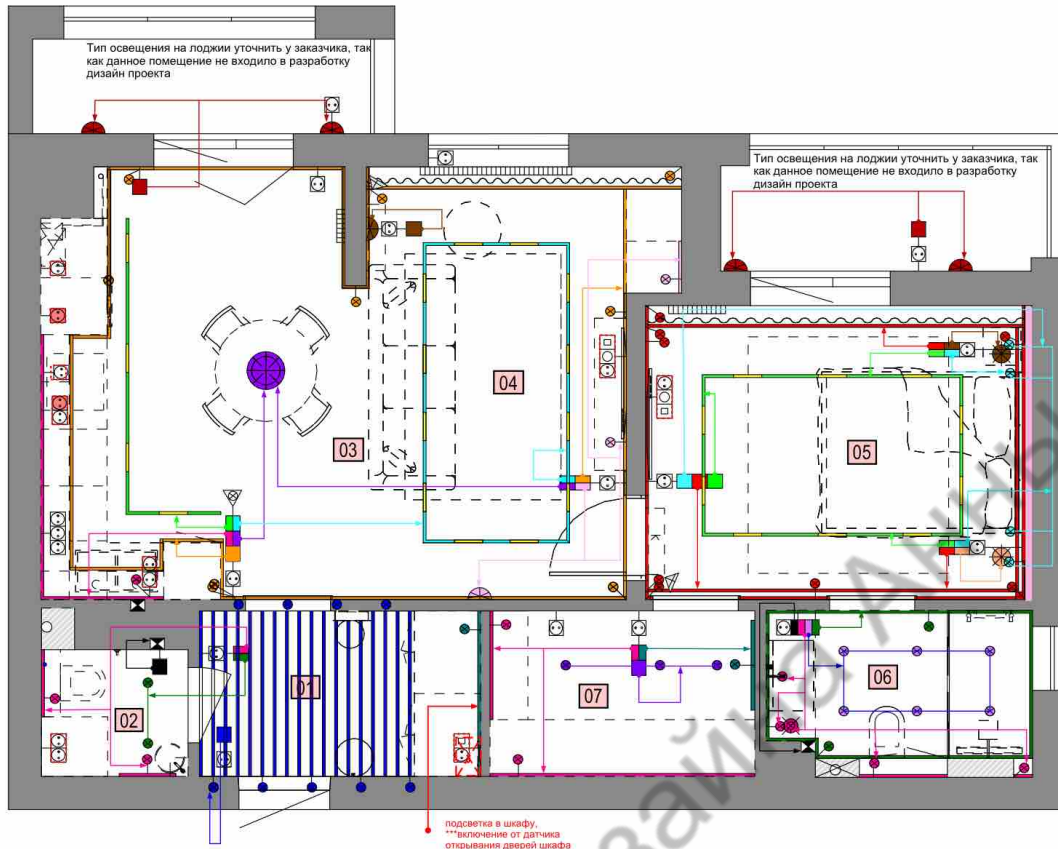 Тип освещения на лоджии уточнить у заказчика, так
как данное помещение не входило в разработку
дизайн проекта
Тип освещения на лоджии уточнить у заказчика, так
как данное помещение не входило в разработку
дизайн проекта
04
03
05
01
02
07
06
подсветка в шкафу,
***включение от датчика
открывания дверей шкафа